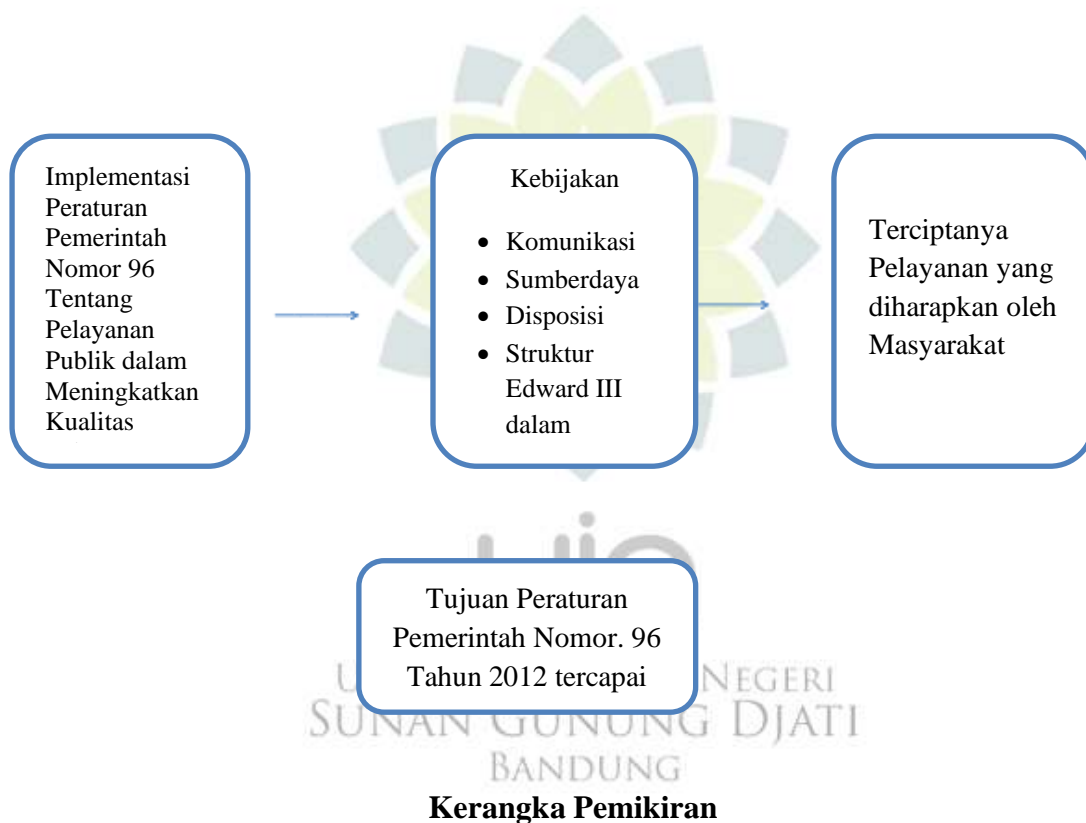 Implementasi
Peraturan
Pemerintah
Nomor 96
Tentang
Pelayanan
Publik dalam
Meningkatkan
Kualitas
Kebijakan
• Komunikasi
• Sumberdaya
• Disposisi
• Struktur
Edward III
dalam
Terciptanya
Pelayanan yang
diharapkan oleh
Masyarakat
Tujuan Peraturan
Pemerintah Nomor. 96
Tahun 2012 tercapai
NEGERI
SUNAN GUNUNG DJATI
BANDUNG
Kerangka Pemikiran